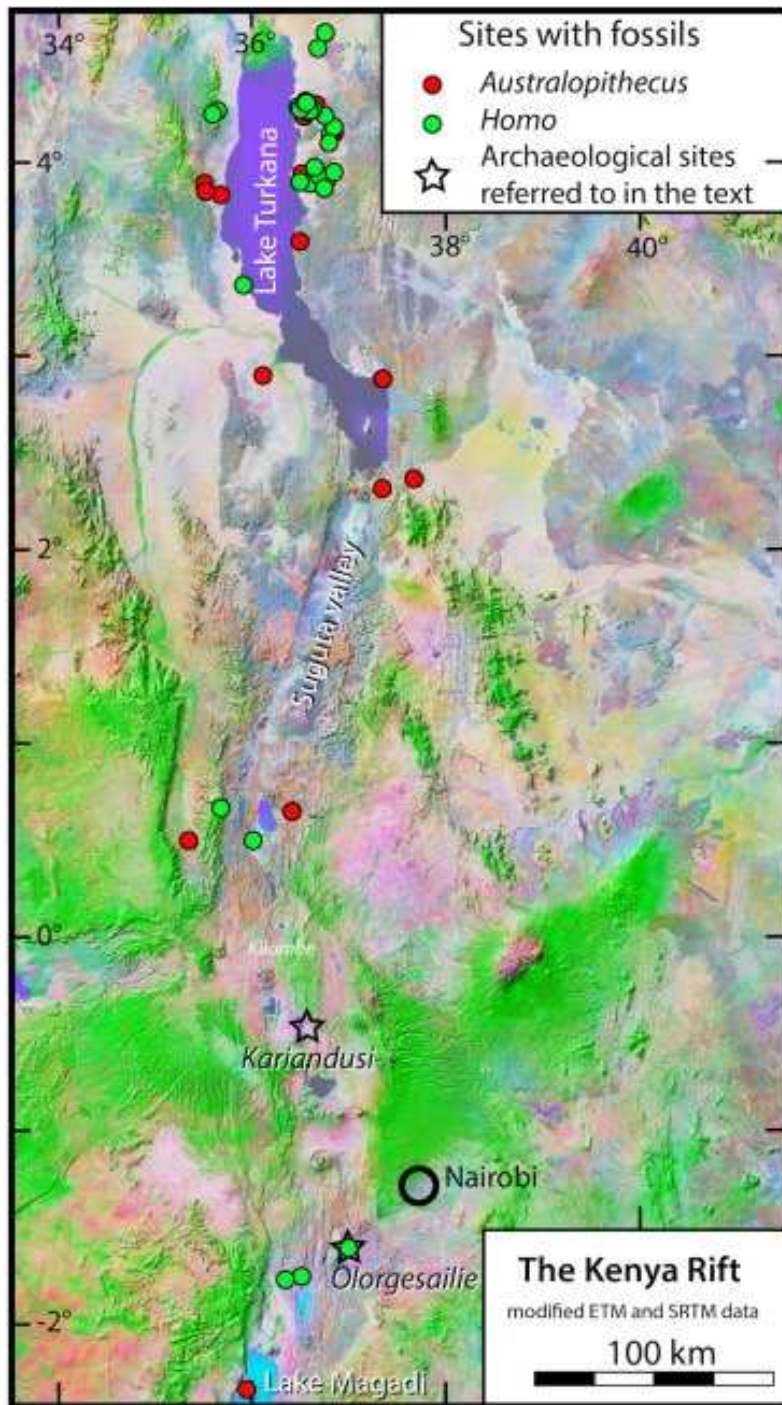 34°
36°
Sites with fossils
Australopithecus
Homo
Archaeological sites
referred to in the text
4°
38°
40°
Lake Turkana
2°
Suguta valley
0°
Kilombe
Kariandusi
Nairobi
Olorgesailie
-2°
Lake Magadi
The Kenya Rift
modified ETM and SRTM data
100 km